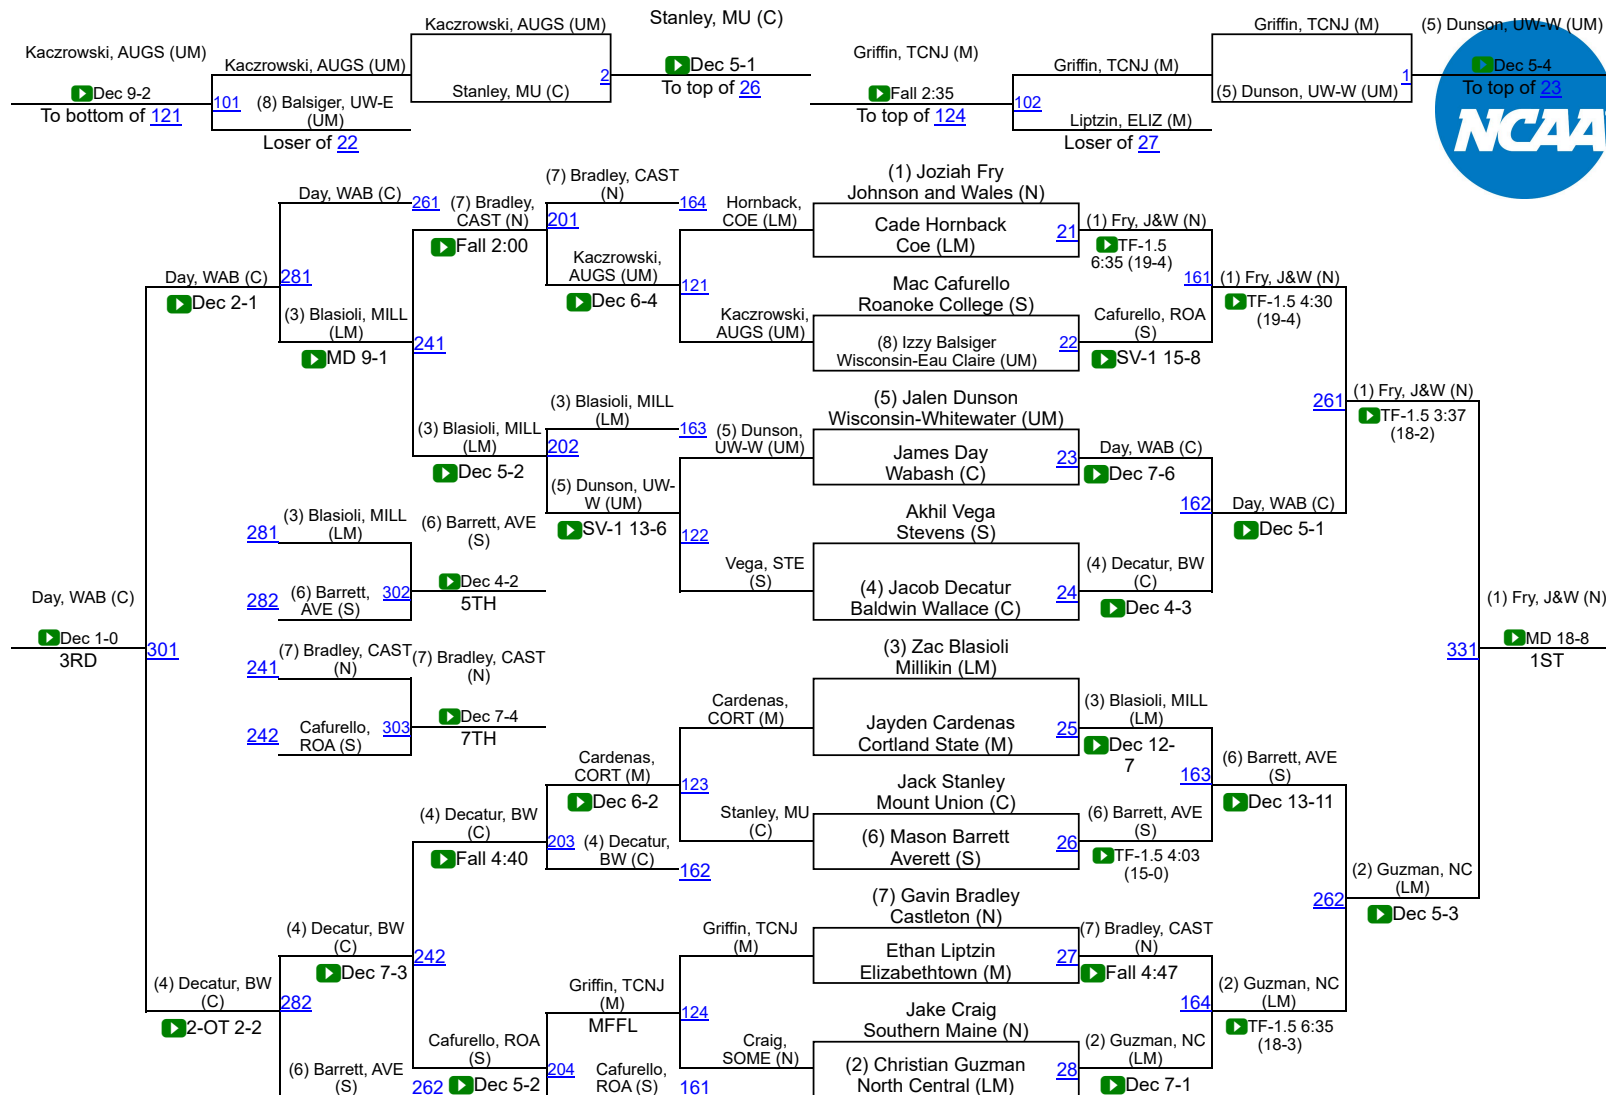 Kaczrowski, AUGS (UM)
Dec 9-2
To bottom of 121
Kaczrowski, AUGS (UM)
101
(8) Balsiger, UW-E
(UM)
Loser of 22
Kaczrowski, AUGS (UM)
Stanley, MU (C)
2
Stanley, MU (C)
Dec 5-1
To top of 26
Griffin, TCNJ (M)
Fall 2:35
To top of 124
Griffin, TCNJ (M)
102
Liptzin, ELIZ (M)
Loser of 27
Griffin, TCNJ (M)
(5) Dunson, UW-W (UM)
1
(5) Dunson, UW-W (UM)
Dec 5-4
To top of 23
NCAA
(1) Joziah Fry
Johnson and Wales (N)
Cade Hornback
Coe (LM)
21
Mac Cafurello
Roanoke College (S)
(8) Izzy Balsiger
Wisconsin-Eau Claire (UM)
22
(5) Jalen Dunson
Wisconsin-Whitewater (UM)
James Day
Wabash (C)
23
Akhil Vega
Stevens (S)
(4) Jacob Decatur
Baldwin Wallace (C)
24
(3) Zac Blasioli
Millikin (LM)
Jayden Cardenas
Cortland State (M)
25
Jack Stanley
Mount Union (C)
(6) Mason Barrett
Averett (S)
26
(7) Gavin Bradley
Castleton (N)
Ethan Liptzin
Elizabethtown (M)
27
Jake Craig
Southern Maine (N)
(2) Christian Guzman
North Central (LM)
28
(1) Fry, J&W (N)
TF-1.5
6:35 (19-4)
161
Cafurello, ROA
(S)
SV-1 15-8
Day, WAB (C)
Dec 7-6
162
(4) Decatur, BW
(C)
Dec 4-3
(3) Blasioli, MILL
(LM)
Dec 12-
7
163
(6) Barrett, AVE
(S)
TF-1.5 4:03
(15-0)
(7) Bradley, CAST
(N)
Fall 4:47
164
(2) Guzman, NC
(LM)
Dec 7-1
(1) Fry, J&W (N)
TF-1.5 4:30
(19-4)
261
Day, WAB (C)
Dec 5-1
(6) Barrett, AVE
(S)
Dec 13-11
262
(2) Guzman, NC
(LM)
TF-1.5 6:35
(18-3)
(1) Fry, J&W (N)
TF-1.5 3:37
(18-2)
331
(2) Guzman, NC
(LM)
Dec 5-3
(1) Fry, J&W (N)
MD 18-8
1ST
Hornback,
COE (LM)
121
Kaczrowski,
AUGS (UM)
(5) Dunson,
UW-W (UM)
122
Vega, STE
(S)
Cardenas,
CORT (M)
123
Stanley, MU
(C)
Griffin, TCNJ
(M)
124
Craig,
SOME (N)
(7) Bradley, CAST
(N)
164
201
Kaczrowski,
AUGS (UM)
Dec 6-4
(3) Blasioli, MILL
(LM)
163
202
(5) Dunson, UW-
W (UM)
SV-1 13-6
Cardenas,
CORT (M)
Dec 6-2
203
(4) Decatur,
BW (C)
162
Griffin, TCNJ
(M)
MFFL
204
Cafurello,
ROA (S)
161
(7) Bradley,
CAST (N)
Fall 2:00
241
(3) Blasioli, MILL
(LM)
Dec 5-2
(4) Decatur, BW
(C)
Fall 4:40
242
Cafurello, ROA
(S)
Dec 5-2
Day, WAB (C)
261
281
(3) Blasioli, MILL
(LM)
MD 9-1
(4) Decatur, BW
(C)
Dec 7-3
282
(6) Barrett, AVE
(S)
262
Day, WAB (C)
Dec 2-1
301
(4) Decatur, BW
(C)
2-OT 2-2
Day, WAB (C)
Dec 1-0
3RD
281
(3) Blasioli, MILL
(LM)
282
(6) Barrett,
AVE (S)
302
(6) Barrett, AVE
(S)
Dec 4-2
5TH
241
(7) Bradley, CAST
(N)
242
Cafurello,
ROA (S)
303
(7) Bradley, CAST
(N)
Dec 7-4
7TH